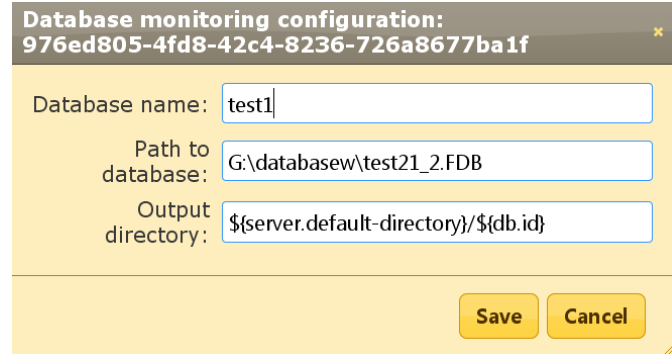 Database monitoring configuration:
976ed805-4fd8-42c4-8236-726a8677ba1f
×
Database name: test1
Path to
database: G:\databasew\test21_2.FDB
Output
directory: ${server.default-directory}/${db.id}
Save Cancel